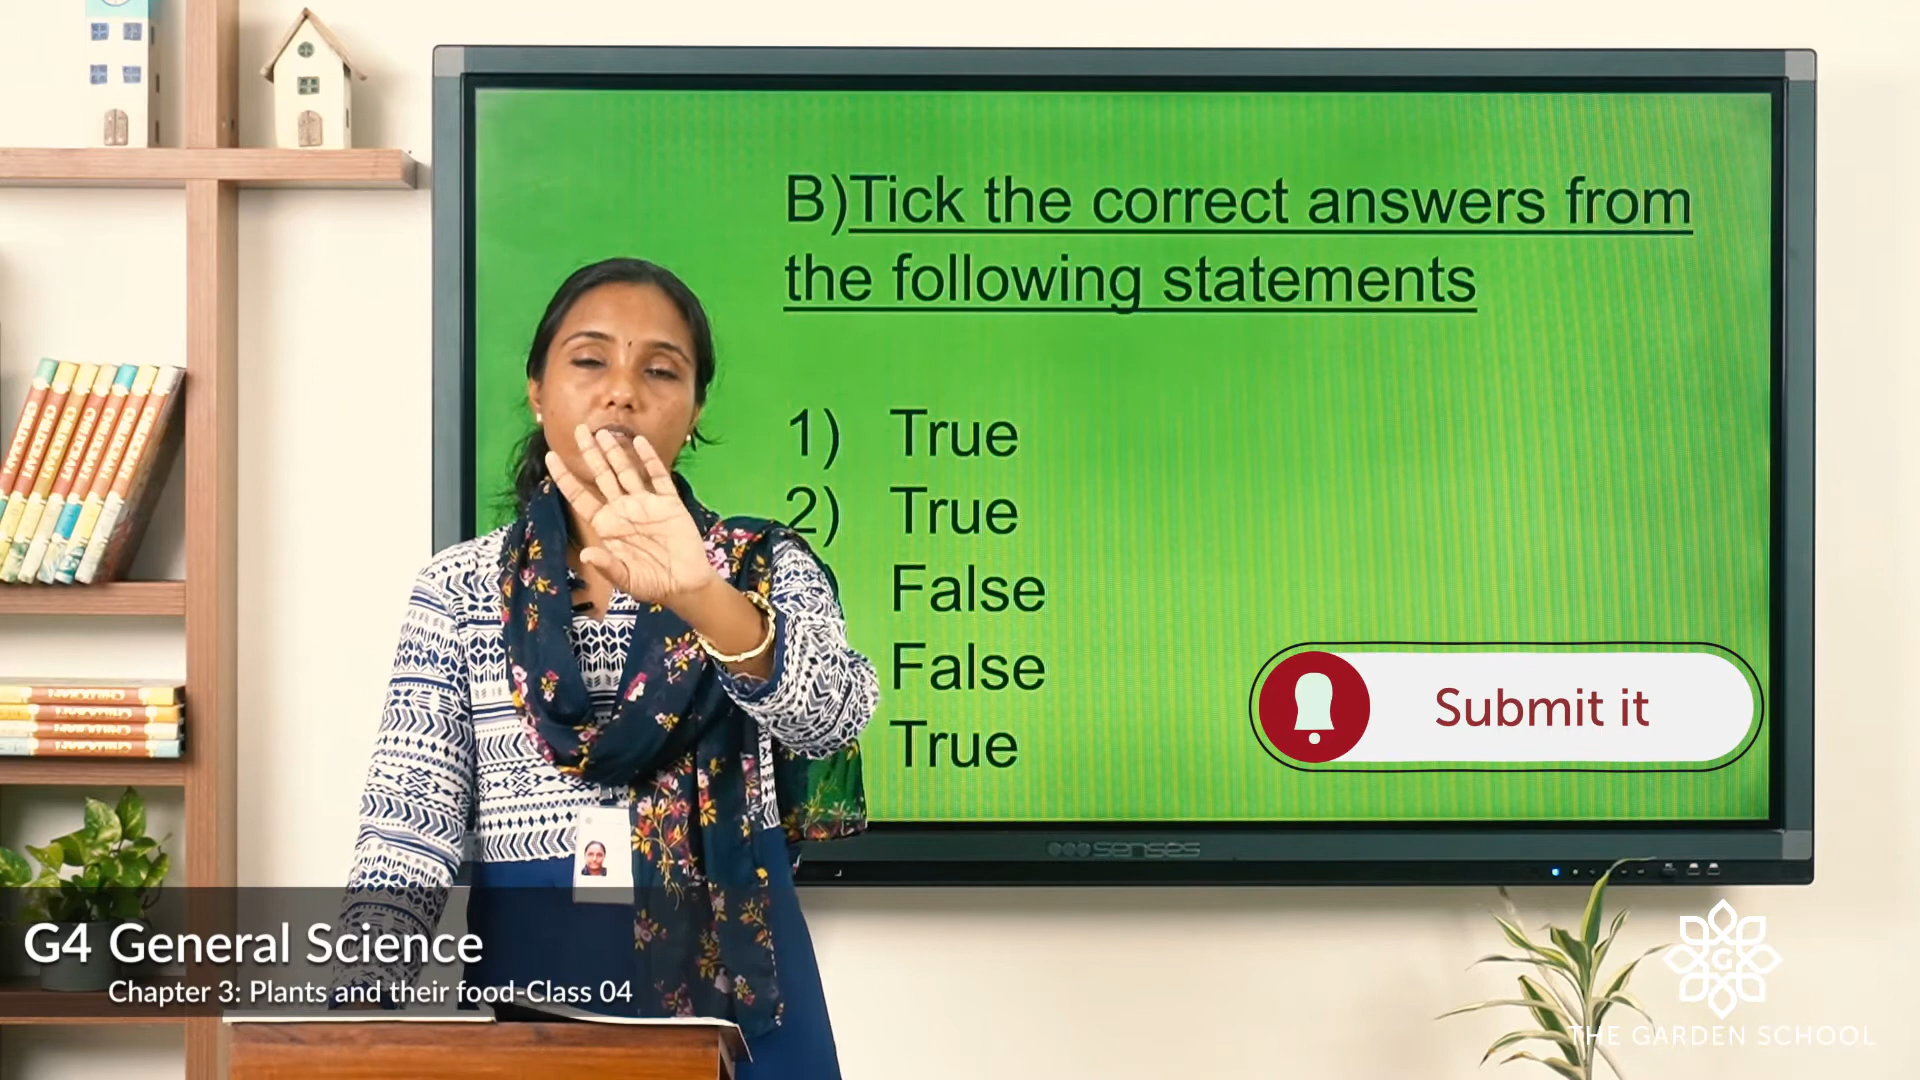 B)Tick the correct answers from
the following statements
1) True
2) True
False
False
True
Submit it
senses
G4 General Science
Chapter 3: Plants and their food-Class 04
G
THE GARDEN SCHOOL